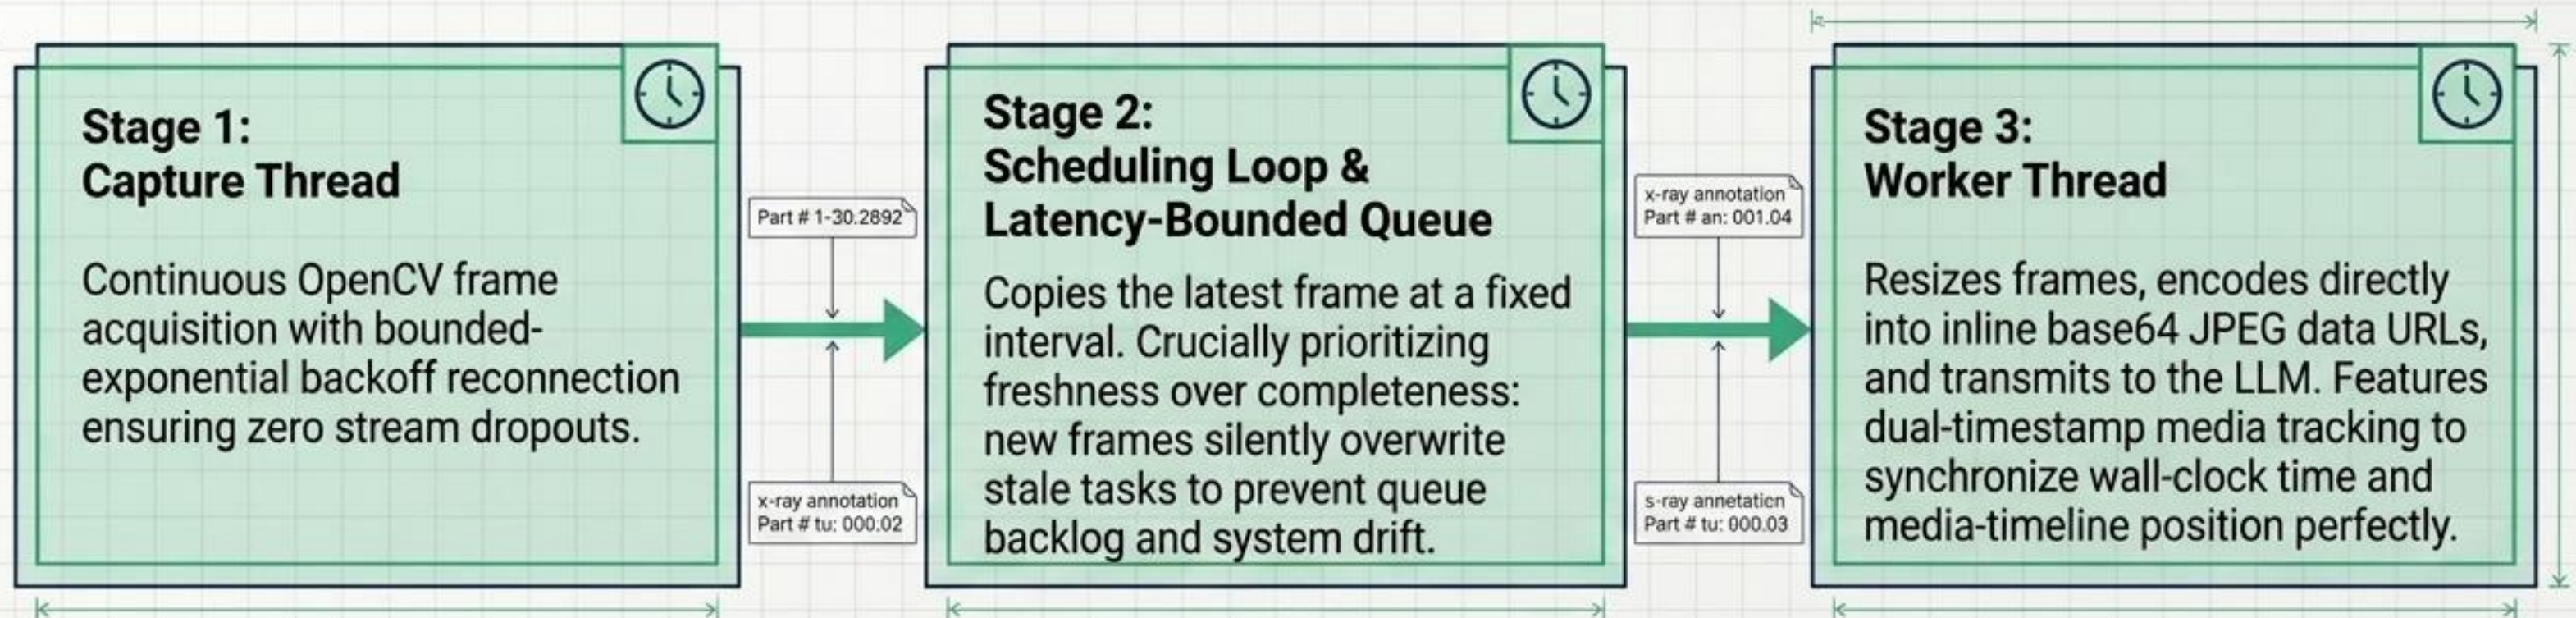 Stage 1:
Capture Thread
Continuous OpenCV frame
acquisition with bounded-
exponential backoff reconnection
ensuring zero stream dropouts.
Part # 1-30.2892
x-ray annotation
Part # tu: 000.02
Stage 2:
Scheduling Loop &
Latency-Bounded Queue
Copies the latest frame at a fixed
interval. Crucially prioritizing
freshness over completeness:
new frames silently overwrite
stale tasks to prevent queue
backlog and system drift.
x-ray annotation
Part # an: 001.04
s-ray annetation
Part # tu: 000.03
Stage 3:
Worker Thread
Resizes frames, encodes directly
into inline base64 JPEG data URLs,
and transmits to the LLM. Features
dual-timestamp media tracking to
synchronize wall-clock time and
media-timeline position perfectly.